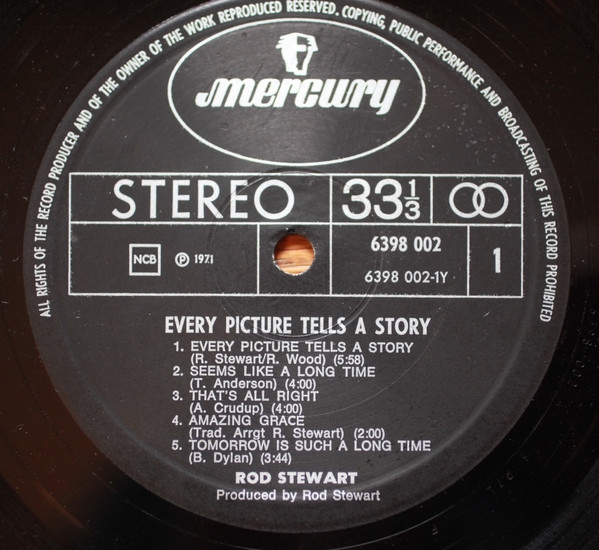 ALL RIGHTS OF THE RECORD PRODUCER AND OF THE OWNER OF THE WORK REPRODUCED RESERVED. COPYING, PUBLIC PERFORMANCE AND BROADCASTING OF THIS RECORD PROHIBITED
mercury
STEREO 33⅓
NCB Ⓟ 1971 6398 002 1
6398 002-1Y
EVERY PICTURE TELLS A STORY
1. EVERY PICTURE TELLS A STORY
(R. Stewart/R. Wood) (5:58)
2. SEEMS LIKE A LONG TIME
(T. Anderson) (4:00)
3. THAT'S ALL RIGHT
(A. Crudup) (4:00)
4. AMAZING GRACE
(Trad. Arrgt R. Stewart) (2:00)
5. TOMORROW IS SUCH A LONG TIME
(B. Dylan) (3:44)
ROD STEWART
Produced by Rod Stewart